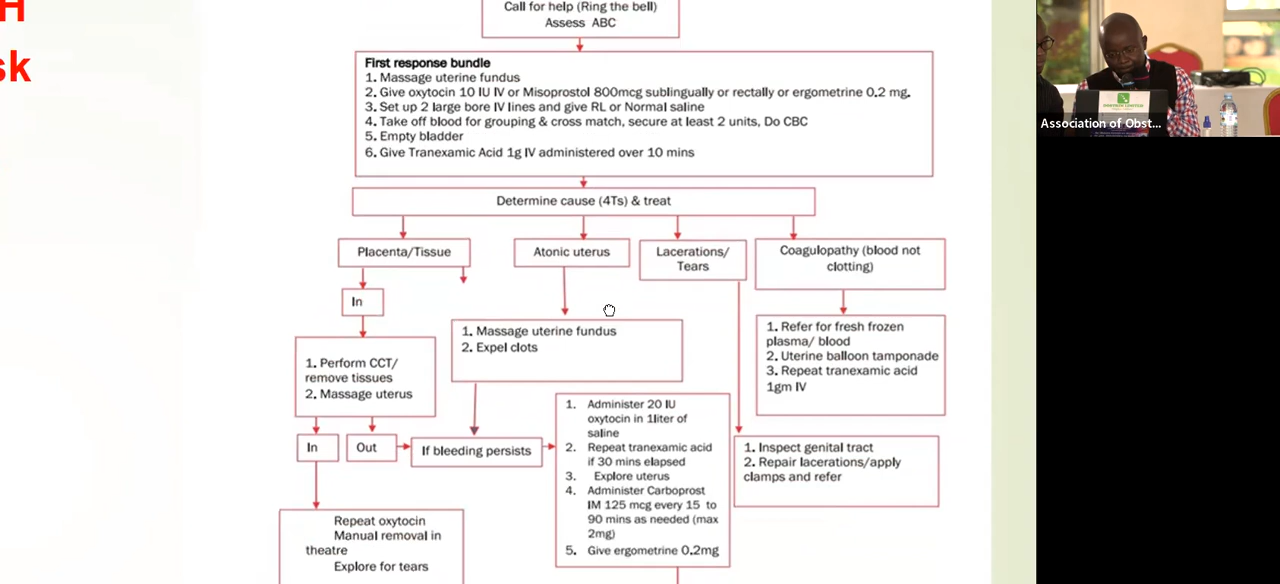 H
sk
Call for help (Ring the bell)
Assess ABC
First response bundle
1. Massage uterine fundus
2. Give oxytocin 10 IU IV or Misoprostol 800mcg sublingually or rectally or ergometrine 0.2 mg.
3. Set up 2 large bore IV lines and give RL or Normal saline
4. Take off blood for grouping & cross match, secure at least 2 units, Do CBC
5. Empty bladder
6. Give Tranexamic Acid 1g IV administered over 10 mins
Determine cause (4Ts) & treat
Placenta/Tissue
Atonic uterus
Lacerations/
Tears
Coagulopathy (blood not
clotting)
In
1. Massage uterine fundus
2. Expel clots
1. Refer for fresh frozen
plasma/ blood
2. Uterine balloon tamponade
3. Repeat tranexamic acid
1gm IV
1. Perform CCT/
remove tissues
2. Massage uterus
In
Out
If bleeding persists
1. Administer 20 IU
oxytocin in 1liter of
saline
2. Repeat tranexamic acid
if 30 mins elapsed
3. Explore uterus
4. Administer Carboprost
IM 125 mcg every 15 to
90 mins as needed (max
2mg)
5. Give ergometrine 0.2mg
1. Inspect genital tract
2. Repair lacerations/apply
clamps and refer
Repeat oxytocin
Manual removal in
theatre
Explore for tears
Association of Obst...